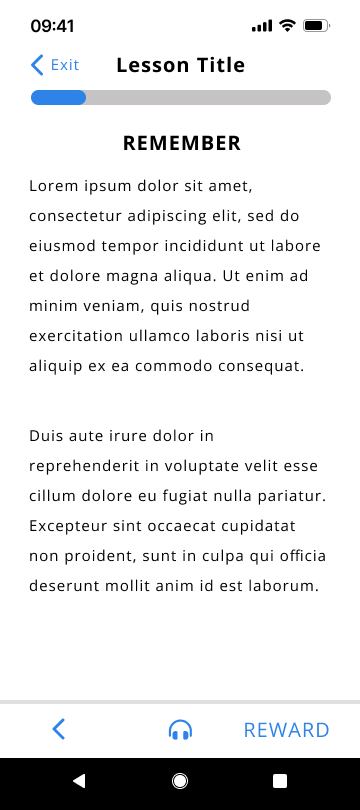 09:41
Exit
Lesson Title
REMEMBER
Lorem ipsum dolor sit amet,
consectetur adipiscing elit, sed do
eiusmod tempor incididunt ut labore
et dolore magna aliqua. Ut enim ad
minim veniam, quis nostrud
exercitation ullamco laboris nisi ut
aliquip ex ea commodo consequat.
Duis aute irure dolor in
reprehenderit in voluptate velit esse
cillum dolore eu fugiat nulla pariatur.
Excepteur sint occaecat cupidatat
non proident, sunt in culpa qui officia
deserunt mollit anim id est laborum.
REWARD